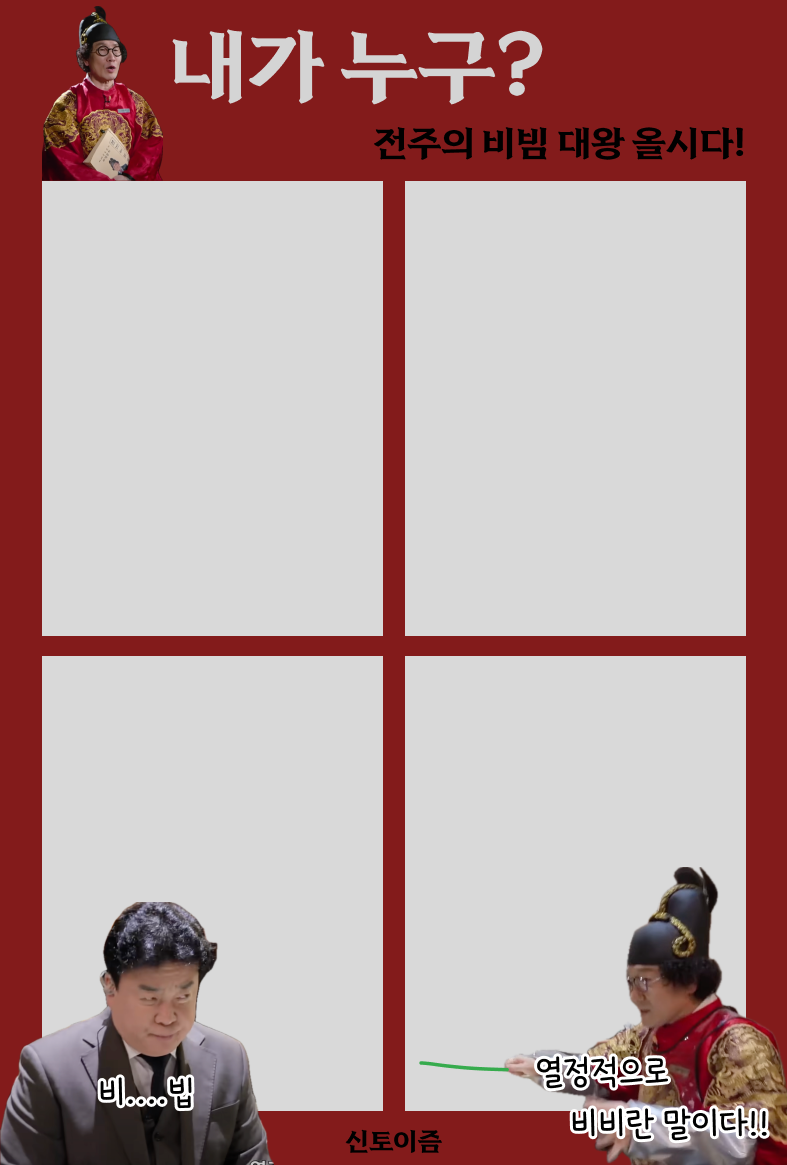 내가 누구?
전주의 비빔 대왕 올시다!
비....빕
열정적으로
비비란 말이다!!
신토이즘